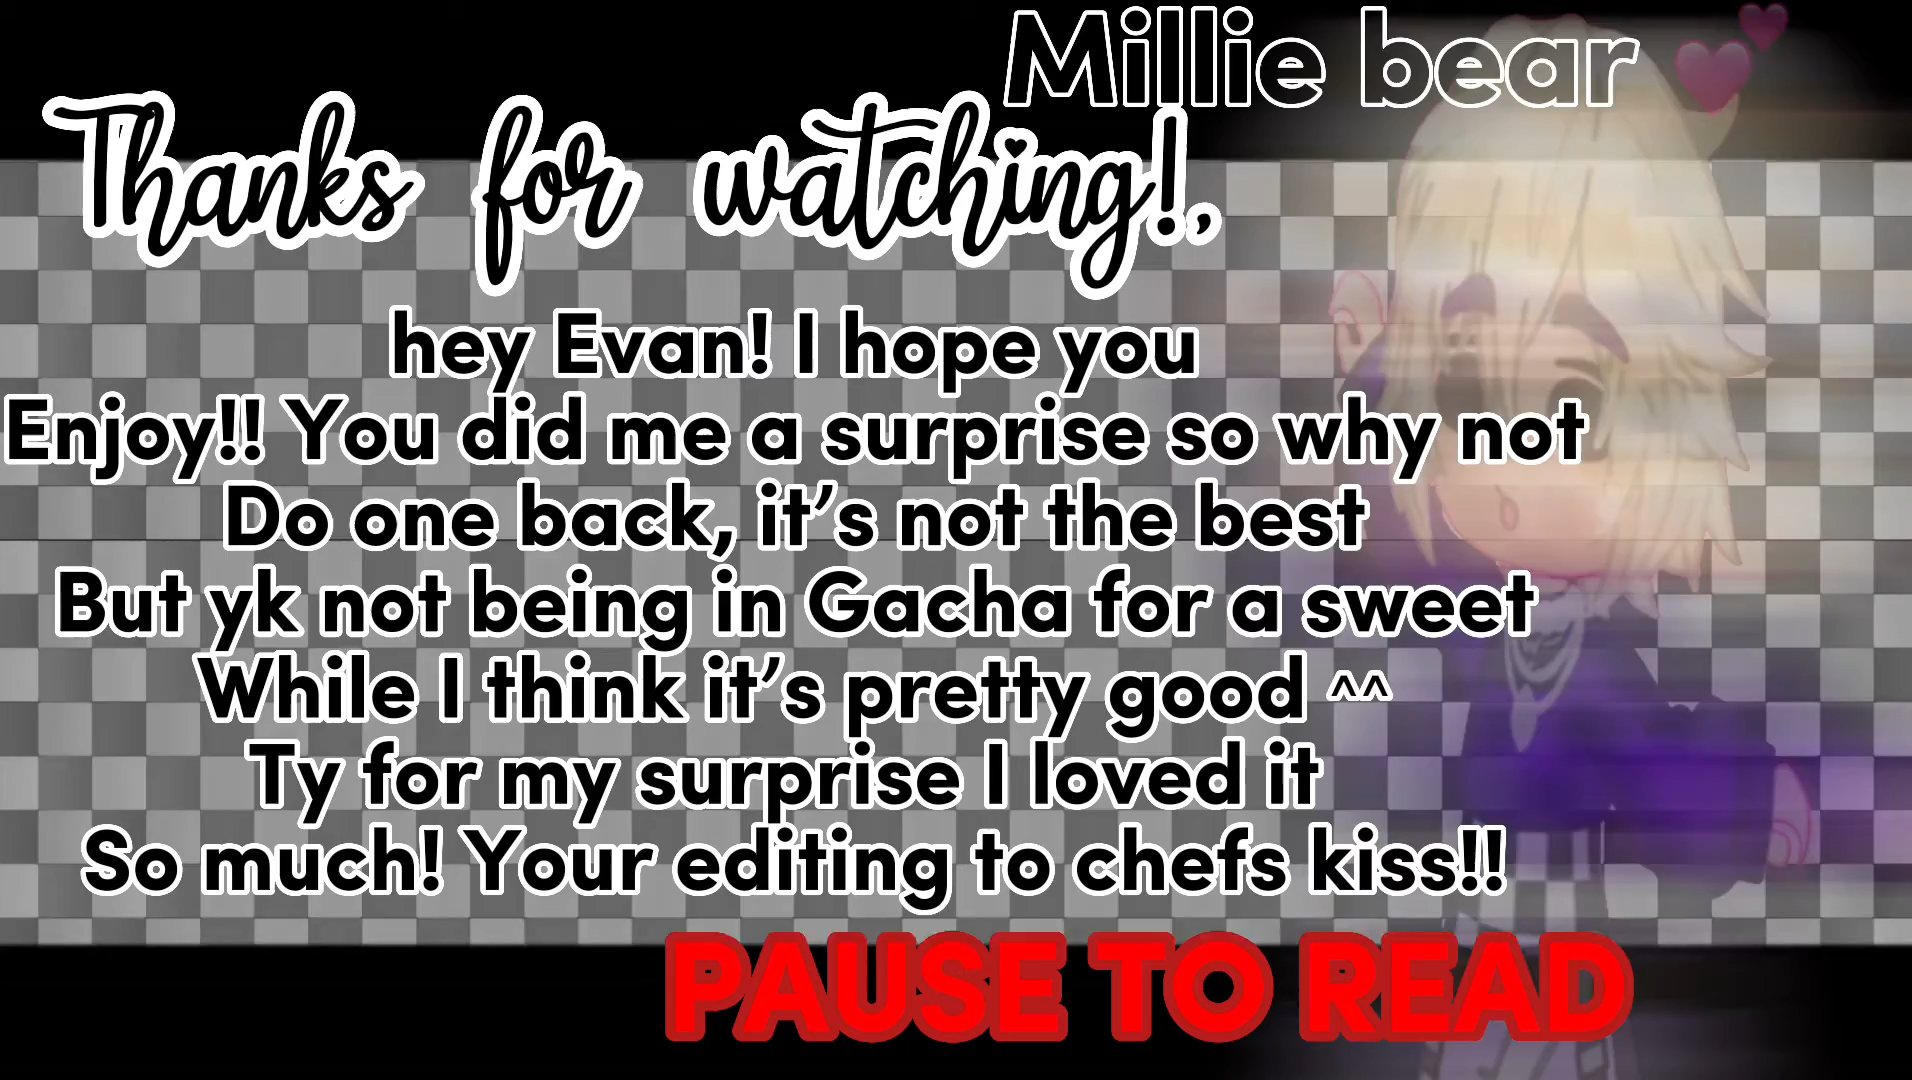 Millie bear 💕
Thanks for watching!,
hey Evan! I hope you
Enjoy!! You did me a surprise so why not
Do one back, it’s not the best
But yk not being in Gacha for a sweet
While I think it’s pretty good ^^
Ty for my surprise I loved it
So much! Your editing to chefs kiss!!
PAUSE TO READ